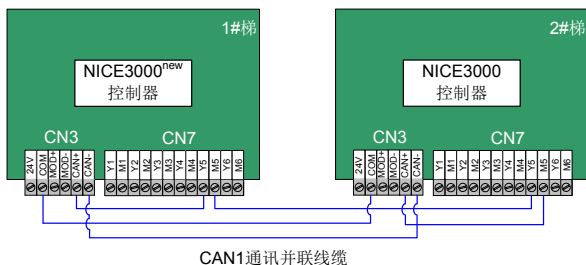 1#梯
NICE3000new
控制器
CN3
CN7
24V COM MOD+ MOD- CAN+ CAN-
Y1 M1 Y2 M2 Y3 M3 Y4 M4 Y5 M5 Y6 M6
2#梯
NICE3000
控制器
CN3
CN7
24V COM MOD+ MOD- CAN+ CAN-
Y1 M1 Y2 M2 Y3 M3 Y4 M4 Y5 M5 Y6 M6
CAN1通讯并联线缆